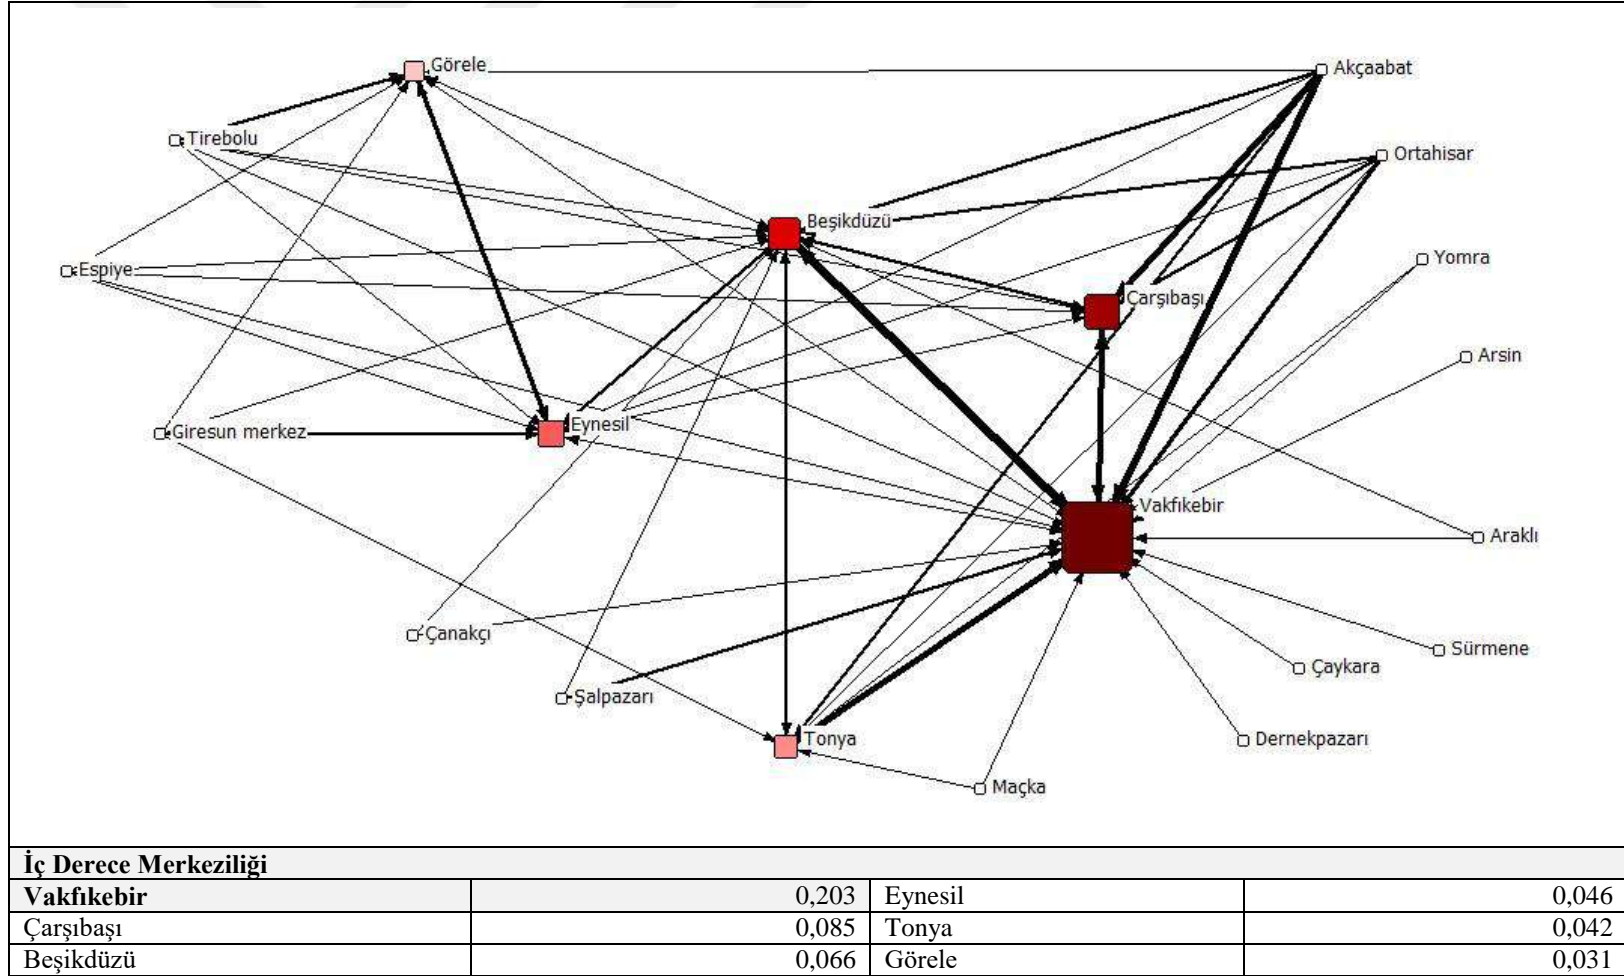 Görele
Akçaabat
Tirebolu
Ortahisar
Beşikdüzü
Yomra
Espiye
Çarşıbaşı
Arsin
Eynesil
Giresun merkez
Vakfıkebir
Araklı
Çanakçı
Sürmene
Çaykara
Şalpazarı
Tonya
Dernekpazarı
Maçka
İç Derece Merkeziliği
Vakfıkebir 0,203 Eynesil 0,046
Çarşıbaşı 0,085 Tonya 0,042
Beşikdüzü 0,066 Görele 0,031